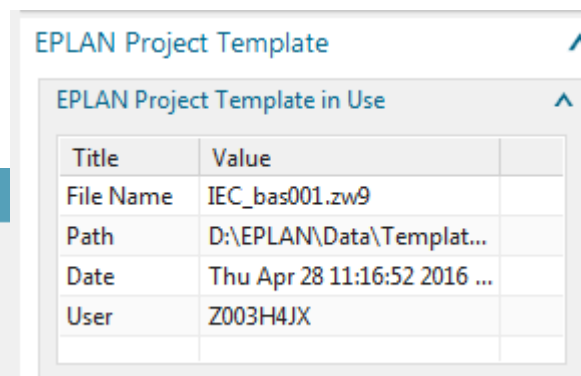 EPLAN Project Template
EPLAN Project Template in Use
Title Value
File Name IEC_bas001.zw9
Path D:\EPLAN\Data\Templat...
Date Thu Apr 28 11:16:52 2016 ...
User Z003H4JX